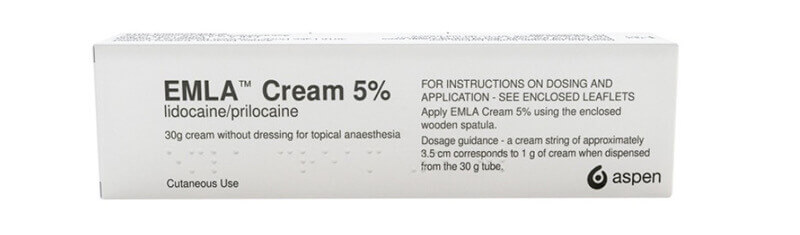 EMLA™ Cream 5%
lidocaine/prilocaine
30g cream without dressing for topical anaesthesia
Cutaneous Use
FOR INSTRUCTIONS ON DOSING AND
APPLICATION - SEE ENCLOSED LEAFLETS
Apply EMLA Cream 5% using the enclosed
wooden spatula.
Dosage guidance - a cream string of approximately
3.5 cm corresponds to 1 g of cream when dispensed
from the 30 g tube.
aspen